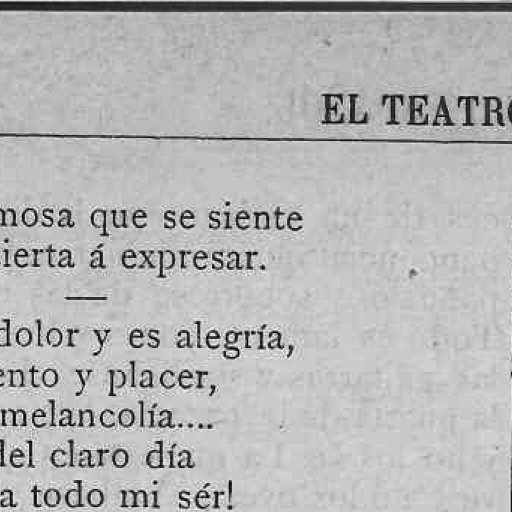 EL TEATRO
mosa que se siente
ierta á expresar.
dolor y es alegría,
ento y placer,
melancolía....
del claro día
a todo mi sér!